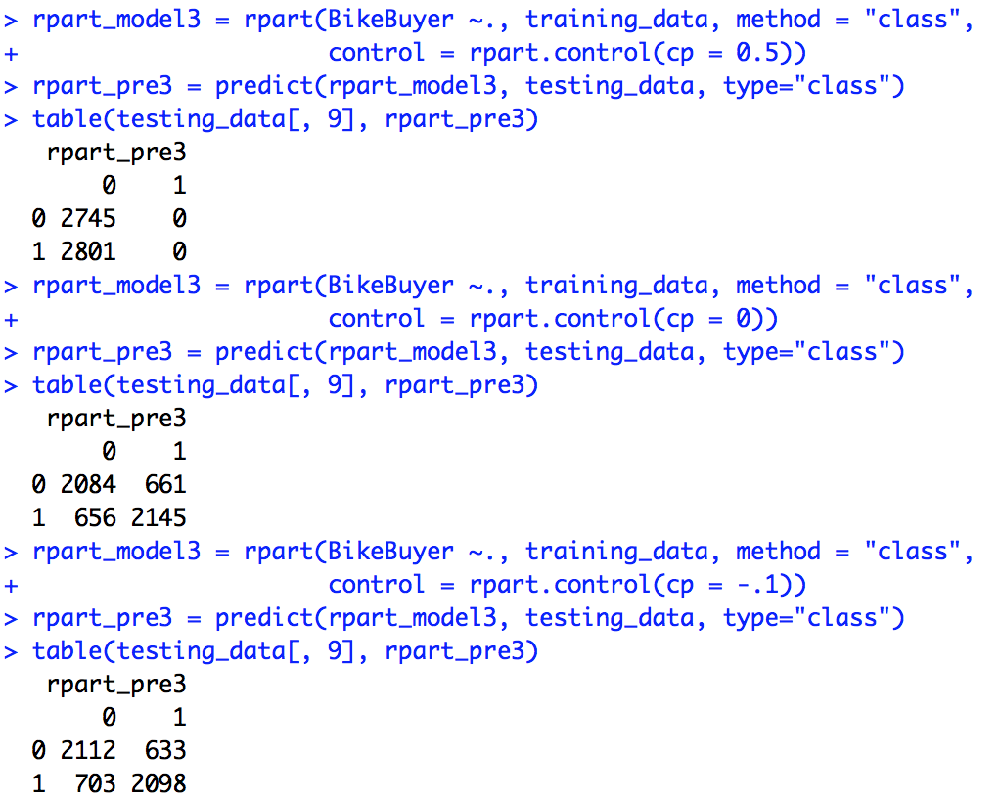 > rpart_model3 = rpart(BikeBuyer ~., training_data, method = "class",
+                     control = rpart.control(cp = 0.5))
> rpart_pre3 = predict(rpart_model3, testing_data, type="class")
> table(testing_data[, 9], rpart_pre3)
   rpart_pre3
       0    1
  0 2745    0
  1 2801    0
> rpart_model3 = rpart(BikeBuyer ~., training_data, method = "class",
+                     control = rpart.control(cp = 0))
> rpart_pre3 = predict(rpart_model3, testing_data, type="class")
> table(testing_data[, 9], rpart_pre3)
   rpart_pre3
       0    1
  0 2084  661
  1  656 2145
> rpart_model3 = rpart(BikeBuyer ~., training_data, method = "class",
+                     control = rpart.control(cp = -.1))
> rpart_pre3 = predict(rpart_model3, testing_data, type="class")
> table(testing_data[, 9], rpart_pre3)
   rpart_pre3
       0    1
  0 2112  633
  1  703 2098